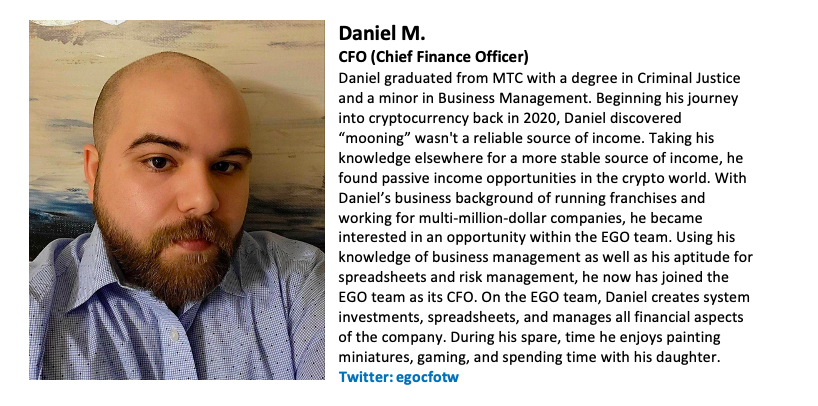 Daniel M.
CFO (Chief Finance Officer)
Daniel graduated from MTC with a degree in Criminal Justice
and a minor in Business Management. Beginning his journey
into cryptocurrency back in 2020, Daniel discovered
“mooning” wasn't a reliable source of income. Taking his
knowledge elsewhere for a more stable source of income, he
found passive income opportunities in the crypto world. With
Daniel’s business background of running franchises and
working for multi-million-dollar companies, he became
interested in an opportunity within the EGO team. Using his
knowledge of business management as well as his aptitude for
spreadsheets and risk management, he now has joined the
EGO team as its CFO. On the EGO team, Daniel creates system
investments, spreadsheets, and manages all financial aspects
of the company. During his spare, time he enjoys painting
miniatures, gaming, and spending time with his daughter.
Twitter: egocfotw